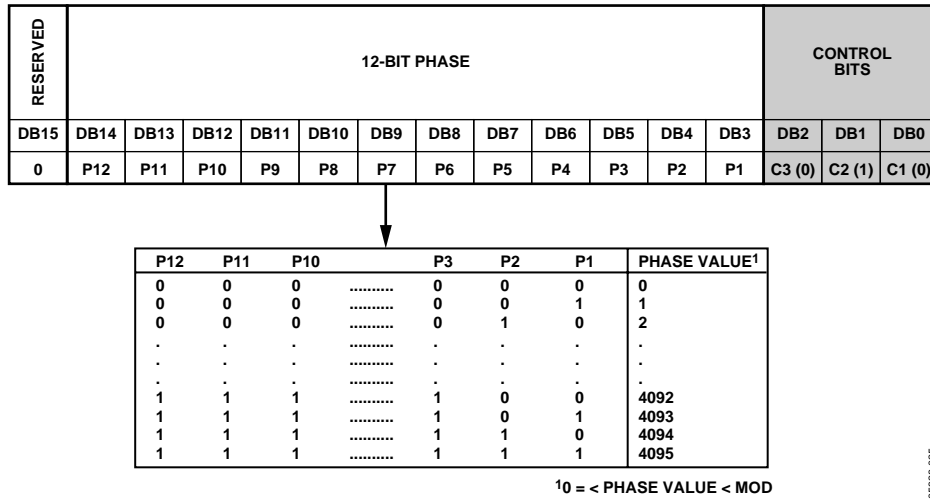 RESERVED
12-BIT PHASE
CONTROL
BITS
DB15 DB14 DB13 DB12 DB11 DB10 DB9 DB8 DB7 DB6 DB5 DB4 DB3 DB2 DB1 DB0
0 P12 P11 P10 P9 P8 P7 P6 P5 P4 P3 P2 P1 C3 (0) C2 (1) C1 (0)
P12 P11 P10 P3 P2 P1 PHASE VALUE¹
0 0 0 .......... 0 0 0 0
0 0 0 .......... 0 0 1 1
0 0 0 .......... 0 1 0 2
. . . .......... . . . .
. . . .......... . . . .
. . . .......... . . . .
1 1 1 .......... 1 0 0 4092
1 1 1 .......... 1 0 1 4093
1 1 1 .......... 1 1 0 4094
1 1 1 .......... 1 1 1 4095
¹0 = < PHASE VALUE < MOD